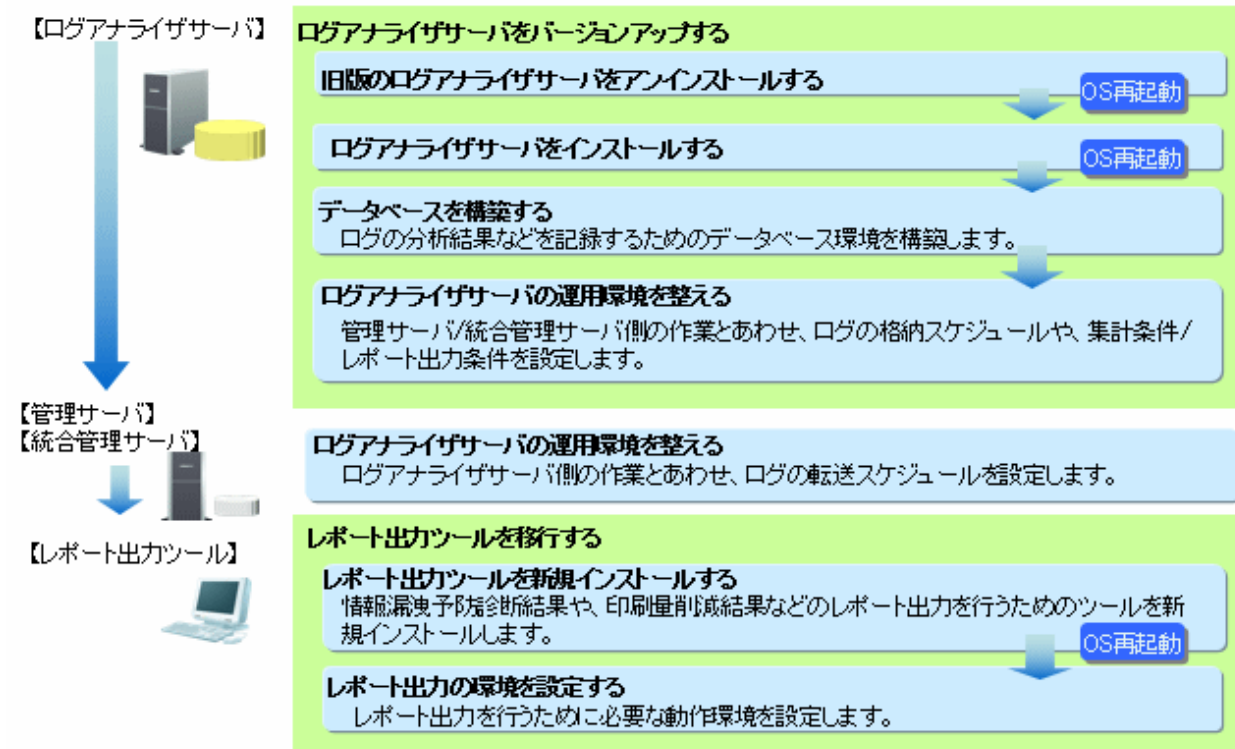 【ログアナライザサーバ】
ログアナライザサーバをバージョンアップする
旧版のログアナライザサーバをアンインストールする
OS再起動
ログアナライザサーバをインストールする
OS再起動
データベースを構築する
ログの分析結果などを記録するためのデータベース環境を構築します。
ログアナライザサーバの運用環境を整える
管理サーバ/統合管理サーバ側の作業とあわせ、ログの格納スケジュールや、集計条件/
レポート出力条件を設定します。
【管理サーバ】
【統合管理サーバ】
ログアナライザサーバの運用環境を整える
ログアナライザサーバ側の作業とあわせ、ログの転送スケジュールを設定します。
【レポート出力ツール】
レポート出力ツールを移行する
レポート出力ツールを新規インストールする
情報漏洩予防診断結果や、印刷量削減結果などのレポート出力を行うためのツールを新
規インストールします。
OS再起動
レポート出力の環境を設定する
レポート出力を行うために必要な動作環境を設定します。